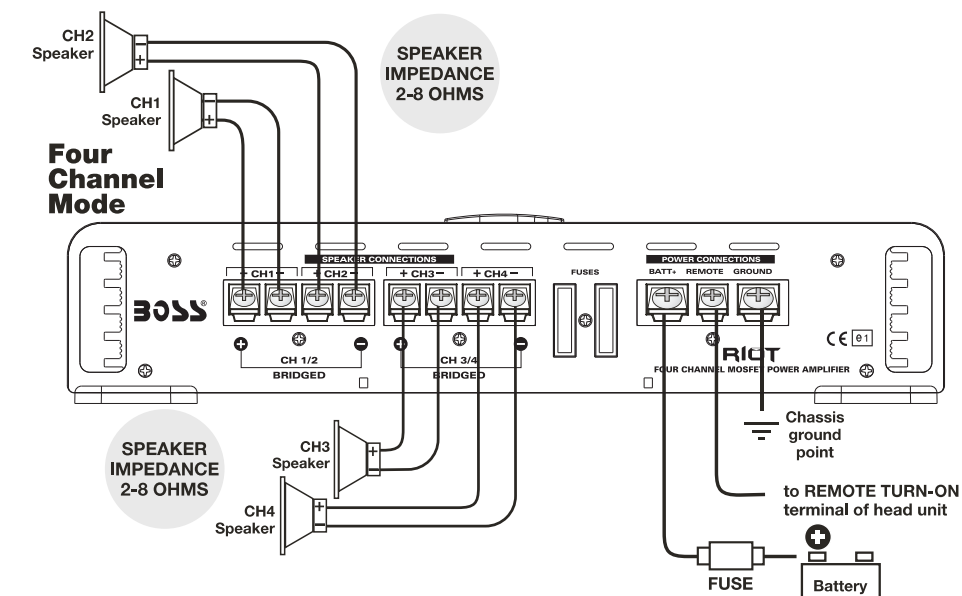 CH2
Speaker
SPEAKER
IMPEDANCE
2-8 OHMS
CH1
Speaker
Four
Channel
Mode
SPEAKER CONNECTIONS
+ CH1 −
+ CH2 −
+ CH3 −
+ CH4 −
FUSES
POWER CONNECTIONS
BATT+ REMOTE GROUND
BOSS®
CH 1/2
BRIDGED
CH 3/4
BRIDGED
RIOT
FOUR CHANNEL MOSFET POWER AMPLIFIER
CE e1
SPEAKER
IMPEDANCE
2-8 OHMS
CH3
Speaker
CH4
Speaker
Chassis
ground
point
to REMOTE TURN-ON
terminal of head unit
FUSE
Battery